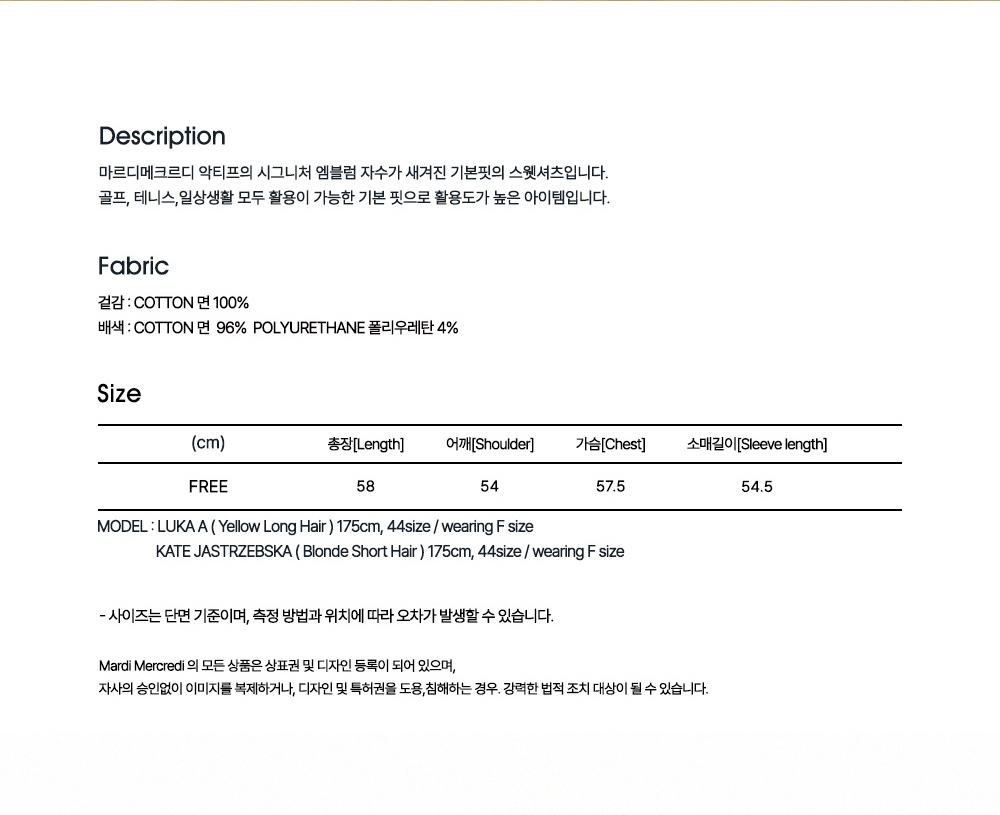 Description
마르디메크르디 악티프의 시그니처 엠블럼 자수가 새겨진 기본핏의 스웻셔츠입니다.
골프, 테니스,일상생활 모두 활용이 가능한 기본 핏으로 활용도가 높은 아이템입니다.
Fabric
겉감 : COTTON 면 100%
배색 : COTTON 면 96% POLYURETHANE 폴리우레탄 4%
Size
(cm) 총장[Length] 어깨[Shoulder] 가슴[Chest] 소매길이[Sleeve length]
FREE 58 54 57.5 54.5
MODEL : LUKA A ( Yellow Long Hair ) 175cm, 44size / wearing F size
KATE JASTRZEBSKA ( Blonde Short Hair ) 175cm, 44size / wearing F size
- 사이즈는 단면 기준이며, 측정 방법과 위치에 따라 오차가 발생할 수 있습니다.
Mardi Mercredi 의 모든 상품은 상표권 및 디자인 등록이 되어 있으며,
자사의 승인없이 이미지를 복제하거나, 디자인 및 특허권을 도용,침해하는 경우. 강력한 법적 조치 대상이 될 수 있습니다.